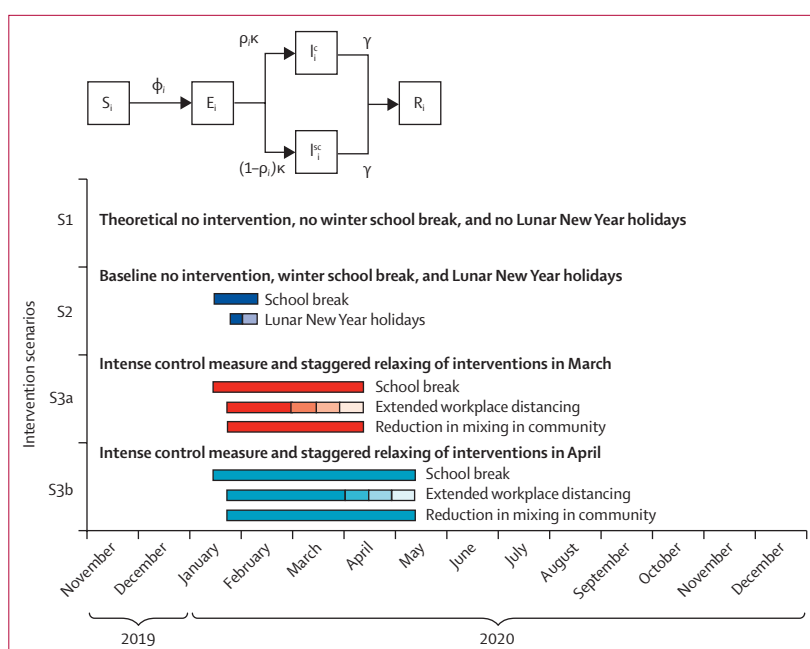 ρᵢκ
Iᵢᶜ
γ
Sᵢ
ϕᵢ
Eᵢ
Rᵢ
(1–ρᵢ)κ
Iᵢˢᶜ
γ
Intervention scenarios
S1
Theoretical no intervention, no winter school break, and no Lunar New Year holidays
S2
Baseline no intervention, winter school break, and Lunar New Year holidays
School break
Lunar New Year holidays
S3a
Intense control measure and staggered relaxing of interventions in March
School break
Extended workplace distancing
Reduction in mixing in community
S3b
Intense control measure and staggered relaxing of interventions in April
School break
Extended workplace distancing
Reduction in mixing in community
November
December
January
February
March
April
May
June
July
August
September
October
November
December
2019
2020